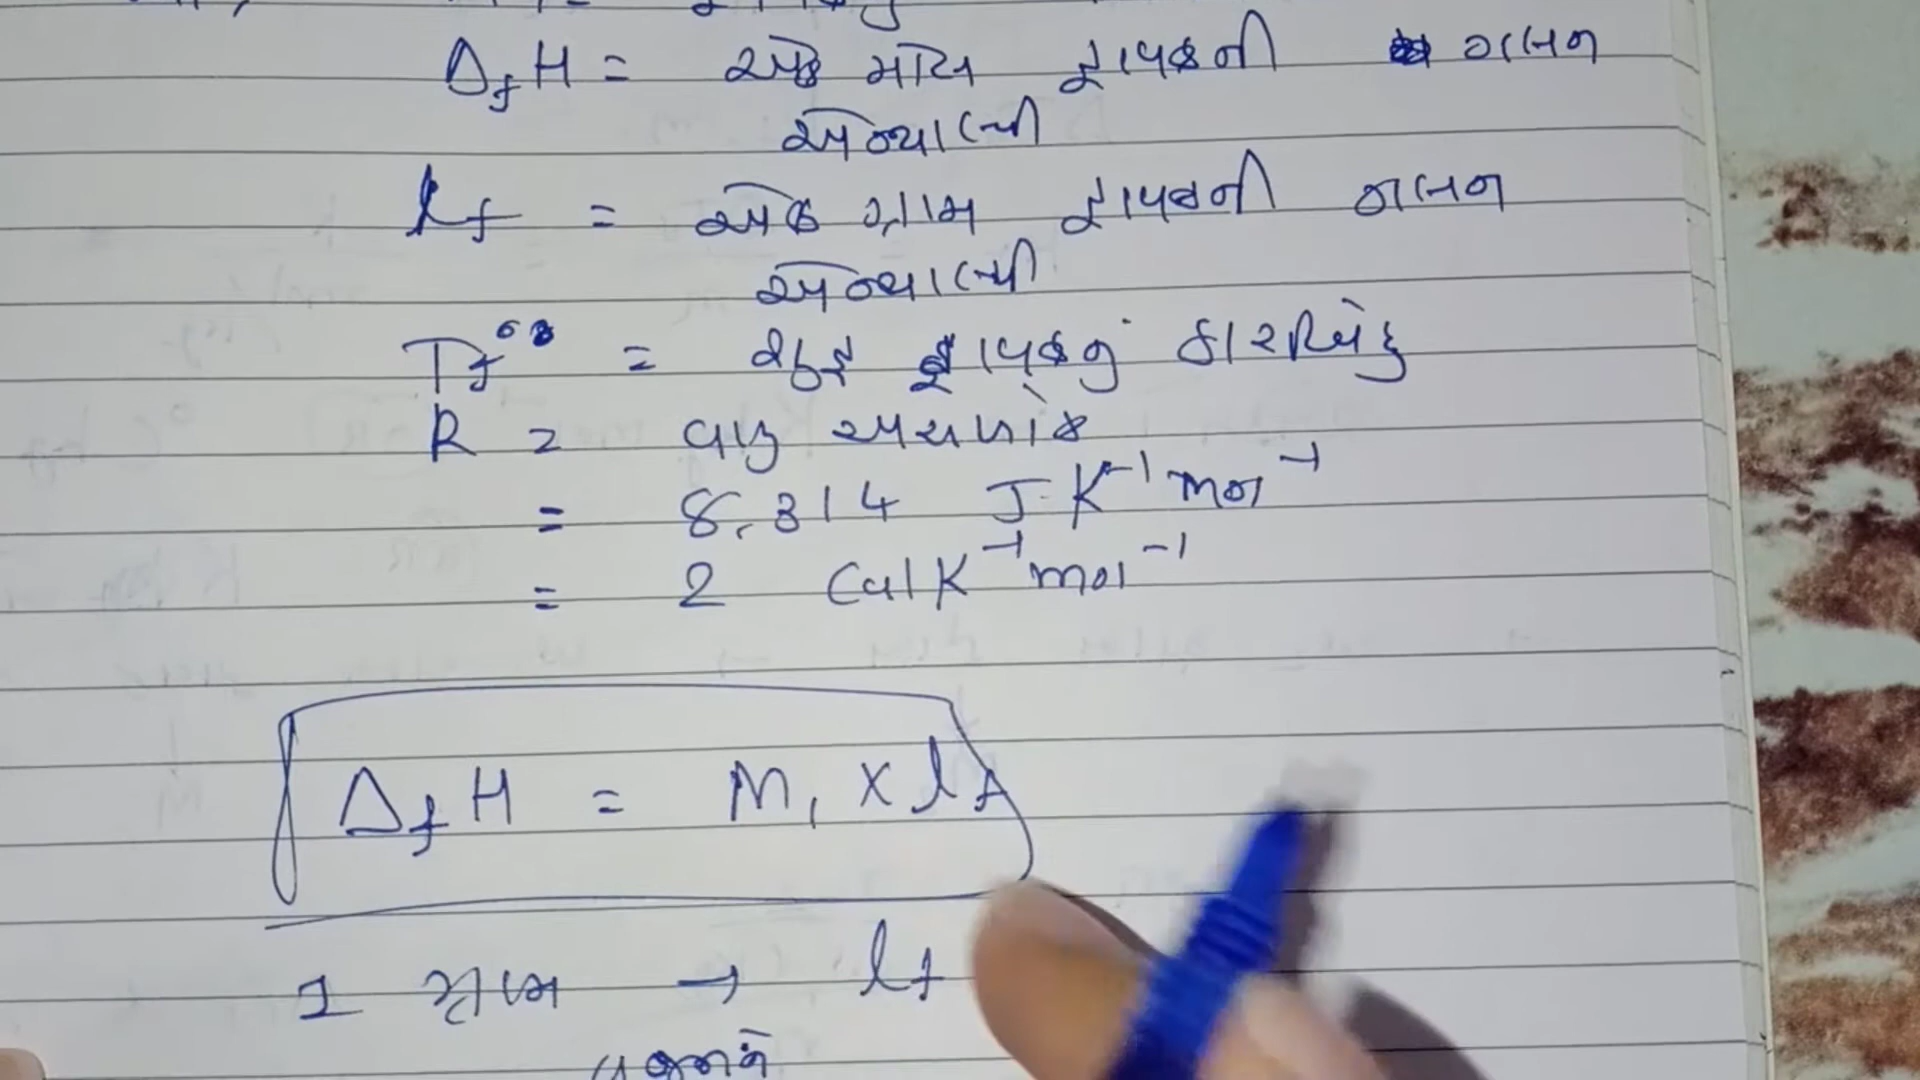 ΔfH = એક મોલ દ્રાવકની ગલન
એન્થાલ્પી
lf = એક ગ્રામ દ્રાવકની ગલન
એન્થાલ્પી
Tf° = શુદ્ધ દ્રાવકનું ઠારબિંદુ
R = વાયુ અચળાંક
= 8.314 J K⁻¹ mol⁻¹
= 2 Cal K⁻¹ mol⁻¹
ΔfH = M₁ × lf
1 ગ્રામ → lf